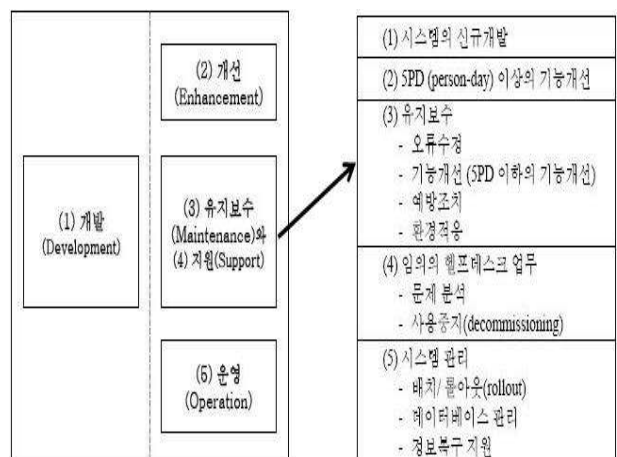 (2) 개선
(Enhancement)
(1) 개발
(Development)
(3) 유지보수
(Maintenance)와
(4) 지원(Support)
(5) 운영
(Operation)
(1) 시스템의 신규개발
(2) 5PD (person-day) 이상의 기능개선
(3) 유지보수
- 오류수정
- 기능개선 (5PD 이하의 기능개선)
- 예방조치
- 환경적응
(4) 임의의 헬프데스크 업무
- 문제 분석
- 사용중지(decommissioning)
(5) 시스템 관리
- 배치/ 롤아웃(rollout)
- 데이터베이스 관리
- 정보복구 지원